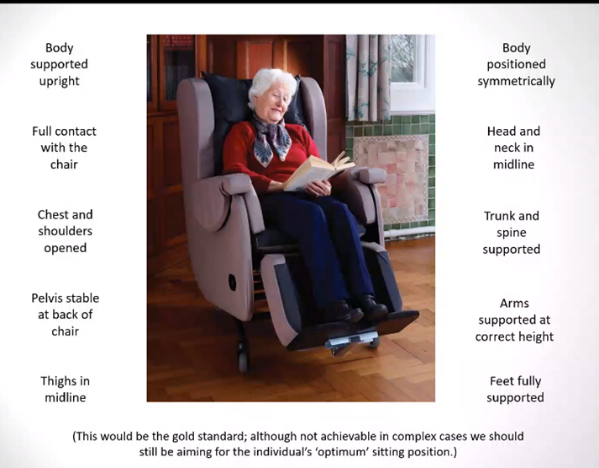 Body
supported
upright
Full contact
with the
chair
Chest and
shoulders
opened
Pelvis stable
at back of
chair
Thighs in
midline
Body
positioned
symmetrically
Head and
neck in
midline
Trunk and
spine
supported
Arms
supported at
correct height
Feet fully
supported
(This would be the gold standard; although not achievable in complex cases we should
still be aiming for the individual's 'optimum' sitting position.)